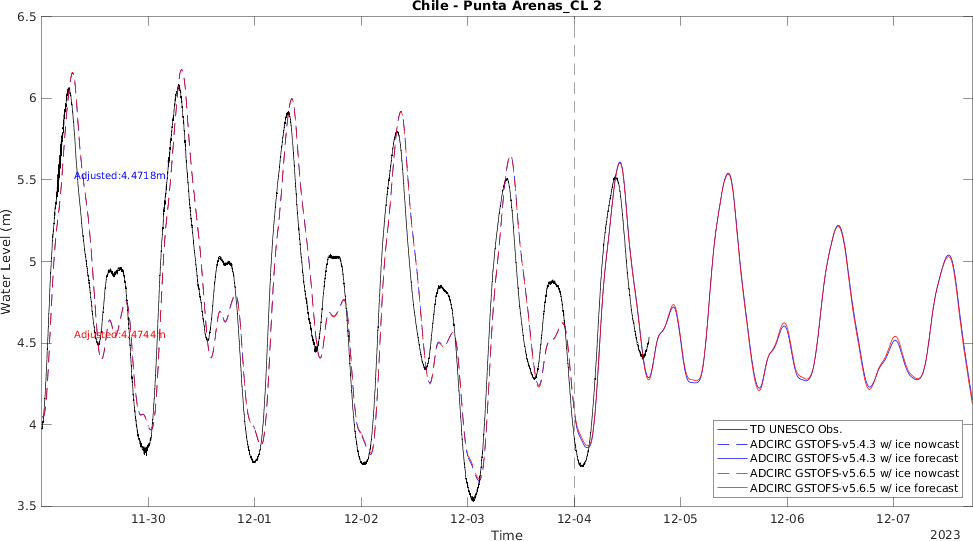 Chile - Punta Arenas_CL 2
6.5
6
5.5
5
4.5
4
3.5
Water Level (m)
Adjusted:4.4718m
Adjusted:4.4744m
TD UNESCO Obs.
ADCIRC GSTOFS-v5.4.3 w/ ice nowcast
ADCIRC GSTOFS-v5.4.3 w/ ice forecast
ADCIRC GSTOFS-v5.6.5 w/ ice nowcast
ADCIRC GSTOFS-v5.6.5 w/ ice forecast
11-30 12-01 12-02 12-03 12-04 12-05 12-06 12-07
Time
2023